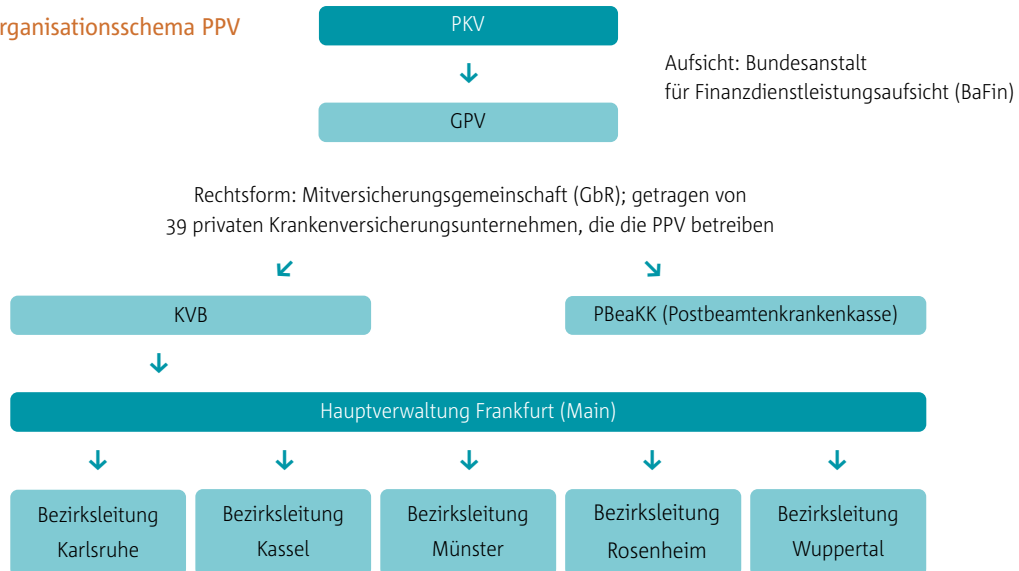 rganisationsschema PPV
PKV
Aufsicht: Bundesanstalt
für Finanzdienstleistungsaufsicht (BaFin)
GPV
Rechtsform: Mitversicherungsgemeinschaft (GbR); getragen von
39 privaten Krankenversicherungsunternehmen, die die PPV betreiben
KVB
PBeaKK (Postbeamtenkrankenkasse)
Hauptverwaltung Frankfurt (Main)
Bezirksleitung
Karlsruhe
Bezirksleitung
Kassel
Bezirksleitung
Münster
Bezirksleitung
Rosenheim
Bezirksleitung
Wuppertal